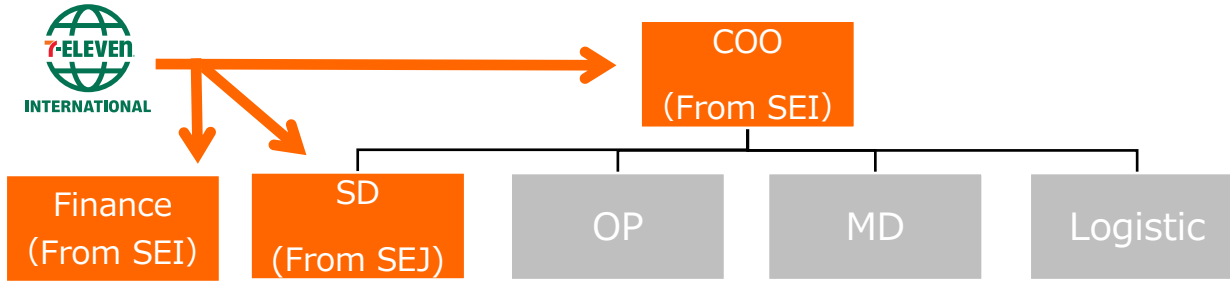 7-ELEVEN
INTERNATIONAL
COO
（From SEI）
Finance
（From SEI）
SD
（From SEJ）
OP
MD
Logistic